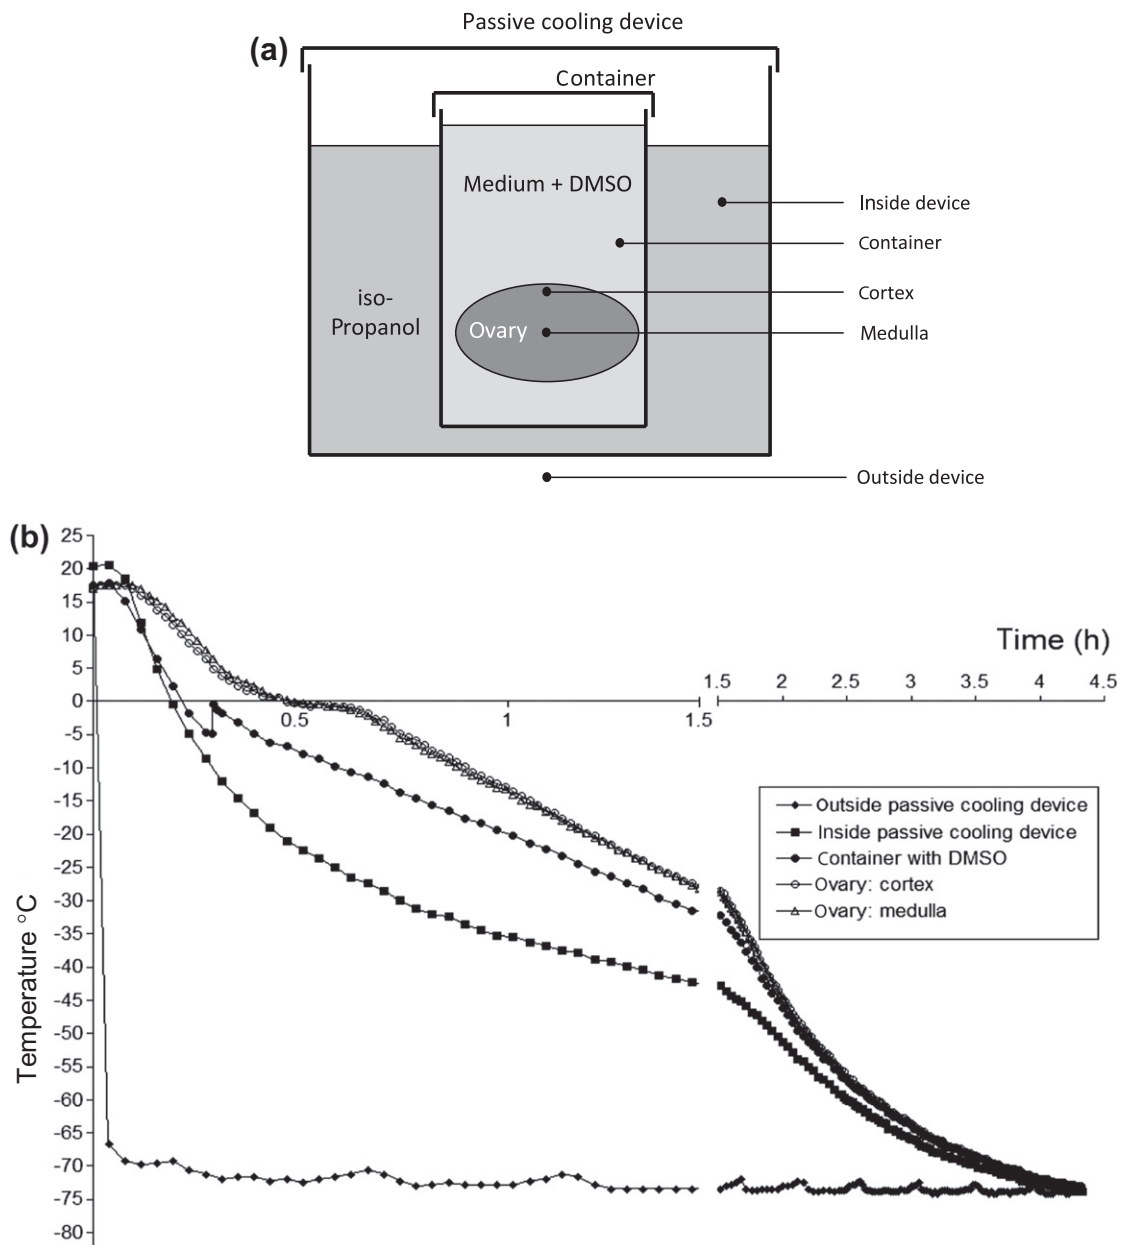 Passive cooling device
(a)
Container
Medium + DMSO
Inside device
Container
Cortex
iso-
Propanol
Ovary
Medulla
Outside device
(b)
25
20
15
10
5
0
-5
-10
-15
-20
-25
-30
-35
-40
-45
-50
-55
-60
-65
-70
-75
-80
Temperature °C
Time (h)
0.5
1
1.5
1.5
2
2.5
3
3.5
4
4.5
Outside passive cooling device
Inside passive cooling device
Container with DMSO
Ovary: cortex
Ovary: medulla